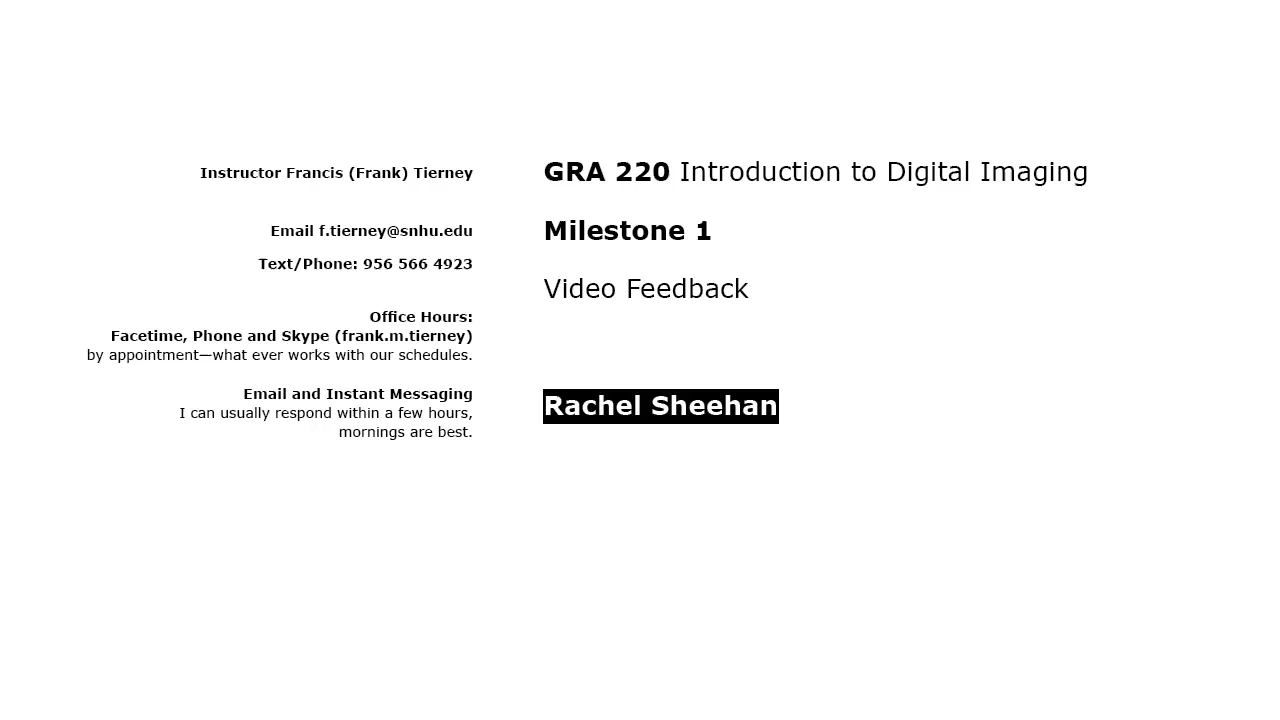 Instructor Francis (Frank) Tierney
Email f.tierney@snhu.edu
Text/Phone: 956 566 4923
Office Hours:
Facetime, Phone and Skype (frank.m.tierney)
by appointment—what ever works with our schedules.
Email and Instant Messaging
I can usually respond within a few hours,
mornings are best.
GRA 220 Introduction to Digital Imaging
Milestone 1
Video Feedback
Rachel Sheehan